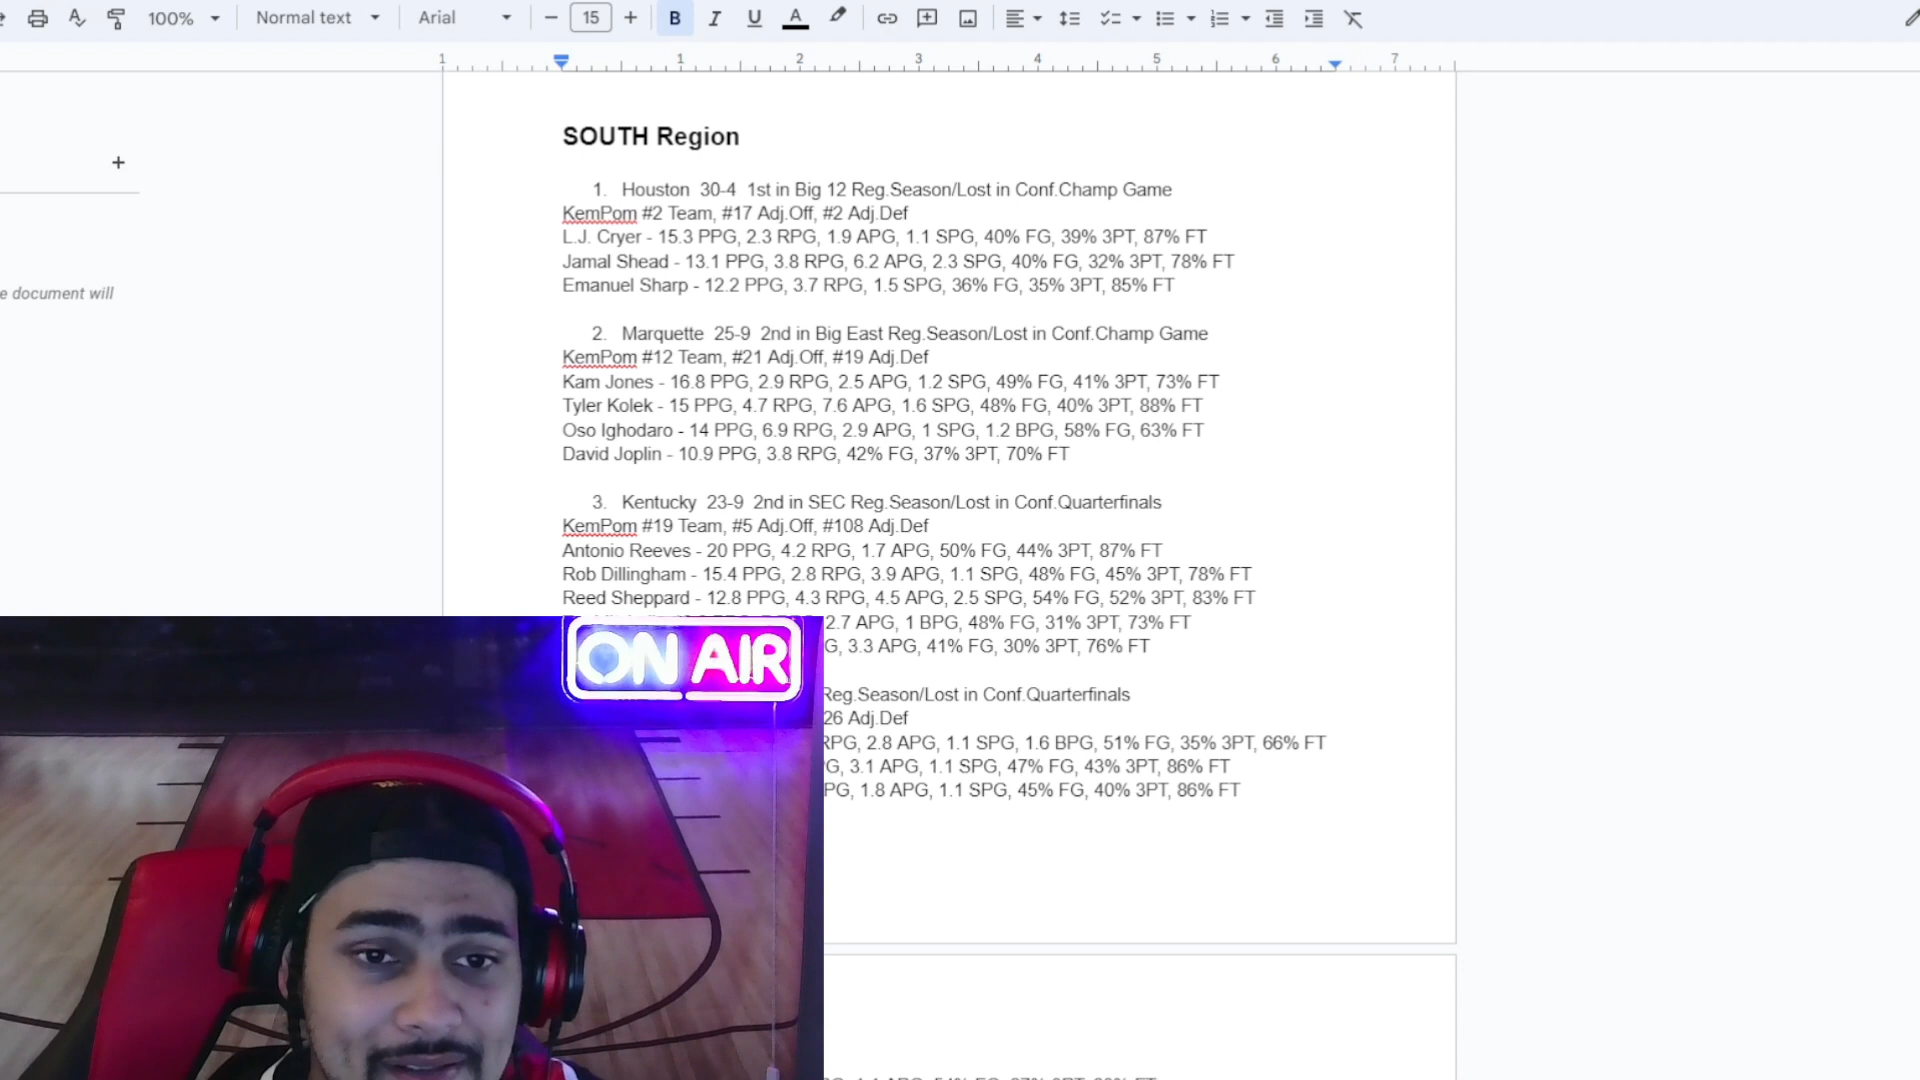 100%
Normal text
Arial
15
B
I
U
A
1
1
2
3
4
5
6
7
SOUTH Region
1. Houston 30-4 1st in Big 12 Reg.Season/Lost in Conf.Champ Game
KemPom #2 Team, #17 Adj.Off, #2 Adj.Def
L.J. Cryer - 15.3 PPG, 2.3 RPG, 1.9 APG, 1.1 SPG, 40% FG, 39% 3PT, 87% FT
Jamal Shead - 13.1 PPG, 3.8 RPG, 6.2 APG, 2.3 SPG, 40% FG, 32% 3PT, 78% FT
Emanuel Sharp - 12.2 PPG, 3.7 RPG, 1.5 SPG, 36% FG, 35% 3PT, 85% FT
e document will
2. Marquette 25-9 2nd in Big East Reg.Season/Lost in Conf.Champ Game
KemPom #12 Team, #21 Adj.Off, #19 Adj.Def
Kam Jones - 16.8 PPG, 2.9 RPG, 2.5 APG, 1.2 SPG, 49% FG, 41% 3PT, 73% FT
Tyler Kolek - 15 PPG, 4.7 RPG, 7.6 APG, 1.6 SPG, 48% FG, 40% 3PT, 88% FT
Oso Ighodaro - 14 PPG, 6.9 RPG, 2.9 APG, 1 SPG, 1.2 BPG, 58% FG, 63% FT
David Joplin - 10.9 PPG, 3.8 RPG, 42% FG, 37% 3PT, 70% FT
3. Kentucky 23-9 2nd in SEC Reg.Season/Lost in Conf.Quarterfinals
KemPom #19 Team, #5 Adj.Off, #108 Adj.Def
Antonio Reeves - 20 PPG, 4.2 RPG, 1.7 APG, 50% FG, 44% 3PT, 87% FT
Rob Dillingham - 15.4 PPG, 2.8 RPG, 3.9 APG, 1.1 SPG, 48% FG, 45% 3PT, 78% FT
Reed Sheppard - 12.8 PPG, 4.3 RPG, 4.5 APG, 2.5 SPG, 54% FG, 52% 3PT, 83% FT
2.7 APG, 1 BPG, 48% FG, 31% 3PT, 73% FT
G, 3.3 APG, 41% FG, 30% 3PT, 76% FT
ON AIR
Reg.Season/Lost in Conf.Quarterfinals
26 Adj.Def
RPG, 2.8 APG, 1.1 SPG, 1.6 BPG, 51% FG, 35% 3PT, 66% FT
G, 3.1 APG, 1.1 SPG, 47% FG, 43% 3PT, 86% FT
PG, 1.8 APG, 1.1 SPG, 45% FG, 40% 3PT, 86% FT